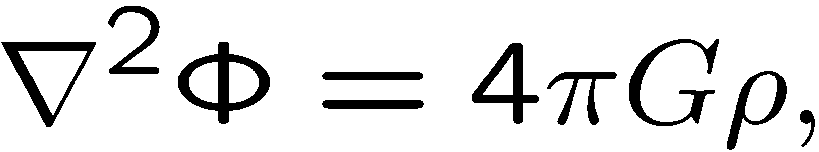 ∇²Φ = 4πGρ,